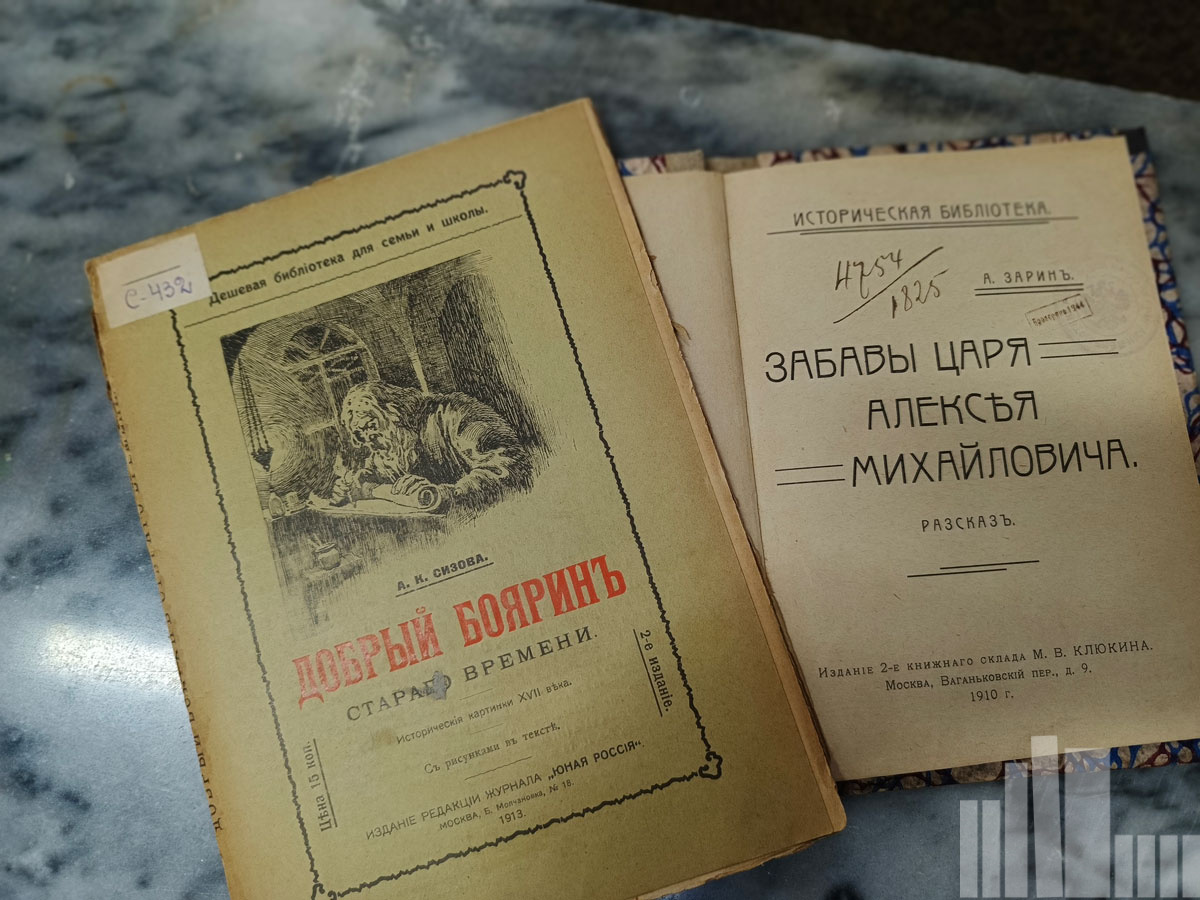 С-432
Дешевая библіотека для семьи и школы.
А. К. СИЗОВА.
ДОБРЫЙ БОЯРИНЪ
СТАРАГО ВРЕМЕНИ.
Историческія картинки XVII вѣка.
Съ рисунками въ текстѣ.
2-е изданіе.
Цѣна 15 коп.
ИЗДАНІЕ РЕДАКЦІИ ЖУРНАЛА „ЮНАЯ РОССІЯ“.
МОСКВА, Б. Молчановка, № 18.
1913.
ИСТОРИЧЕСКАЯ БИБЛІОТЕКА.
4754
1825
А. ЗАРИНЪ.
ЗАБАВЫ ЦАРЯ
АЛЕКСѢЯ
МИХАЙЛОВИЧА.
РАЗСКАЗЪ.
Изданіе 2-е книжнаго склада М. В. КЛЮКИНА.
Москва, Ваганьковскій пер., д. 9.
1910 г.